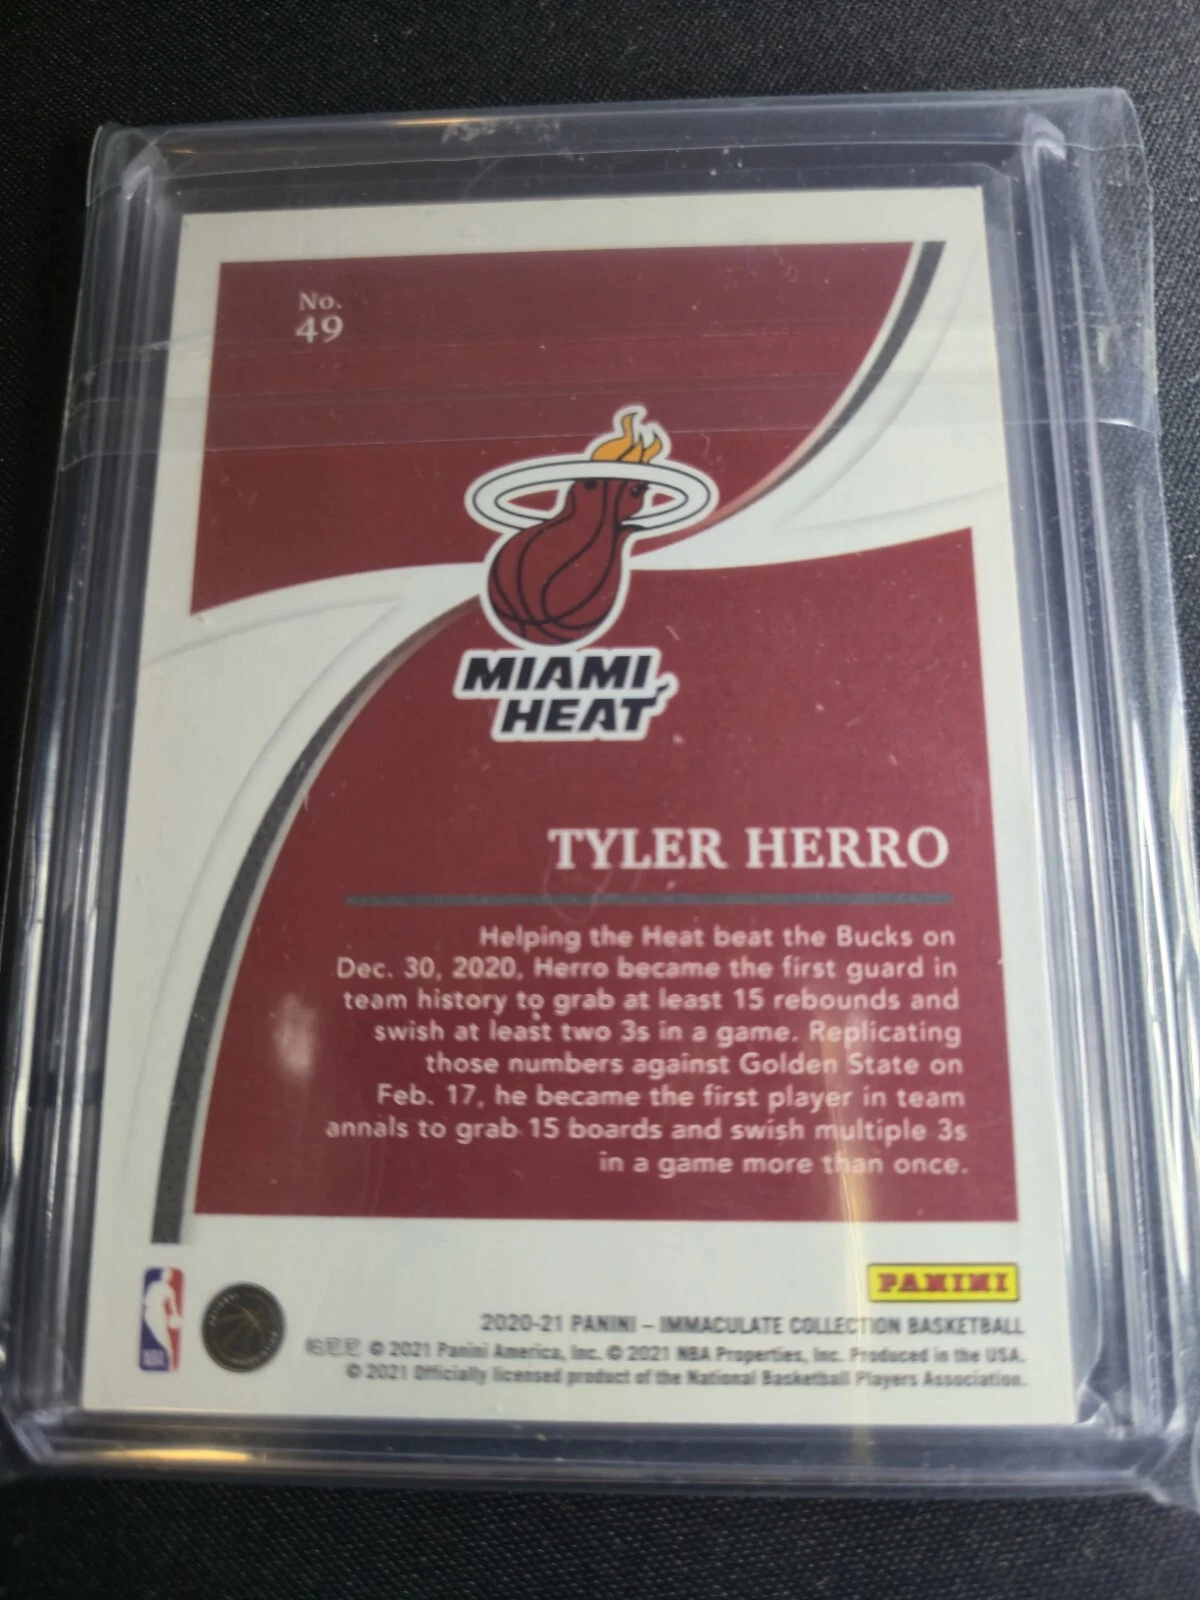 No.
49
MIAMI
HEAT
TYLER HERRO
Helping the Heat beat the Bucks on
Dec. 30, 2020, Herro became the first guard in
team history to grab at least 15 rebounds and
swish at least two 3s in a game. Replicating
those numbers against Golden State on
Feb. 17, he became the first player in team
annals to grab 15 boards and swish multiple 3s
in a game more than once.
PANINI
2020-21 PANINI – IMMACULATE COLLECTION BASKETBALL
帕尼尼 © 2021 Panini America, Inc. © 2021 NBA Properties, Inc. Produced in the USA.
© 2021 Officially licensed product of the National Basketball Players Association.
NBA